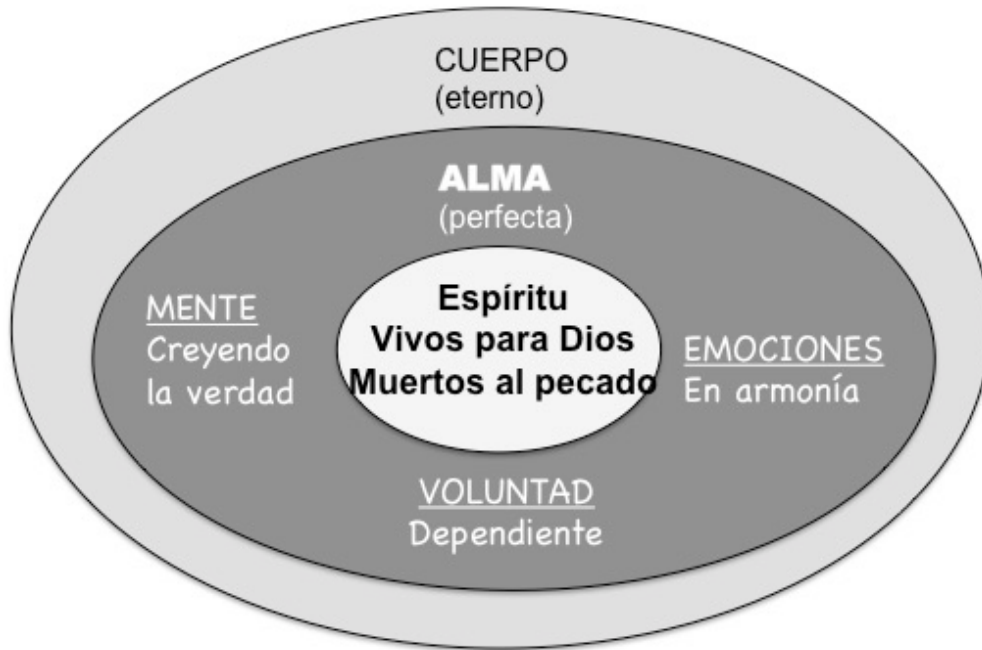 CUERPO
(eterno)
ALMA
(perfecta)
Espíritu
Vivos para Dios
Muertos al pecado
MENTE
Creyendo
la verdad
EMOCIONES
En armonía
VOLUNTAD
Dependiente